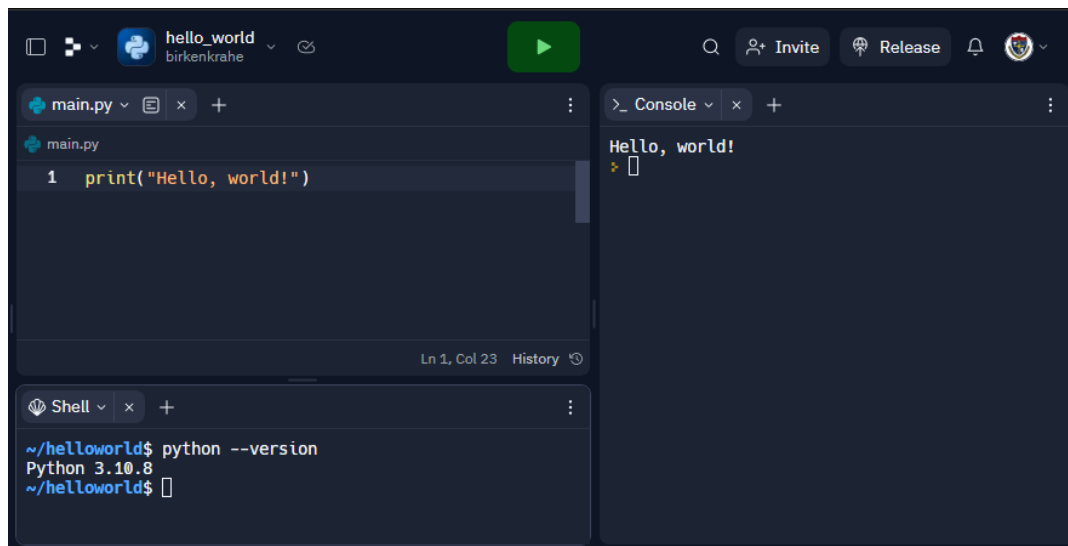 hello_world
birkenkrahe
Invite
Release
main.py
main.py
1 print("Hello, world!")
Ln 1, Col 23 History
Shell
~/helloworld$ python --version
Python 3.10.8
~/helloworld$
>_ Console
Hello, world!